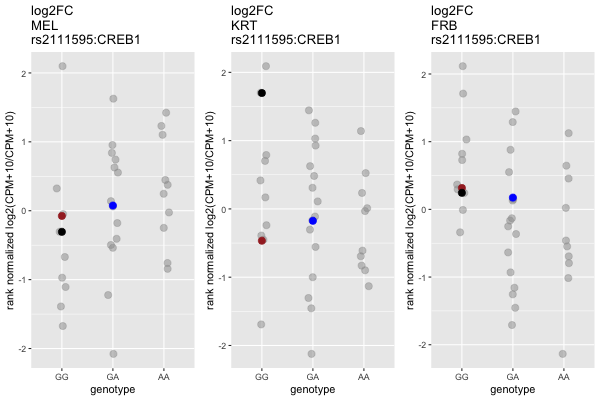 log2FC
MEL
rs2111595:CREB1
rank normalized log2(CPM+10/CPM+10)
2
1
0
-1
-2
GG
GA
AA
genotype
log2FC
KRT
rs2111595:CREB1
rank normalized log2(CPM+10/CPM+10)
2
1
0
-1
-2
GG
GA
AA
genotype
log2FC
FRB
rs2111595:CREB1
rank normalized log2(CPM+10/CPM+10)
2
1
0
-1
-2
GG
GA
AA
genotype